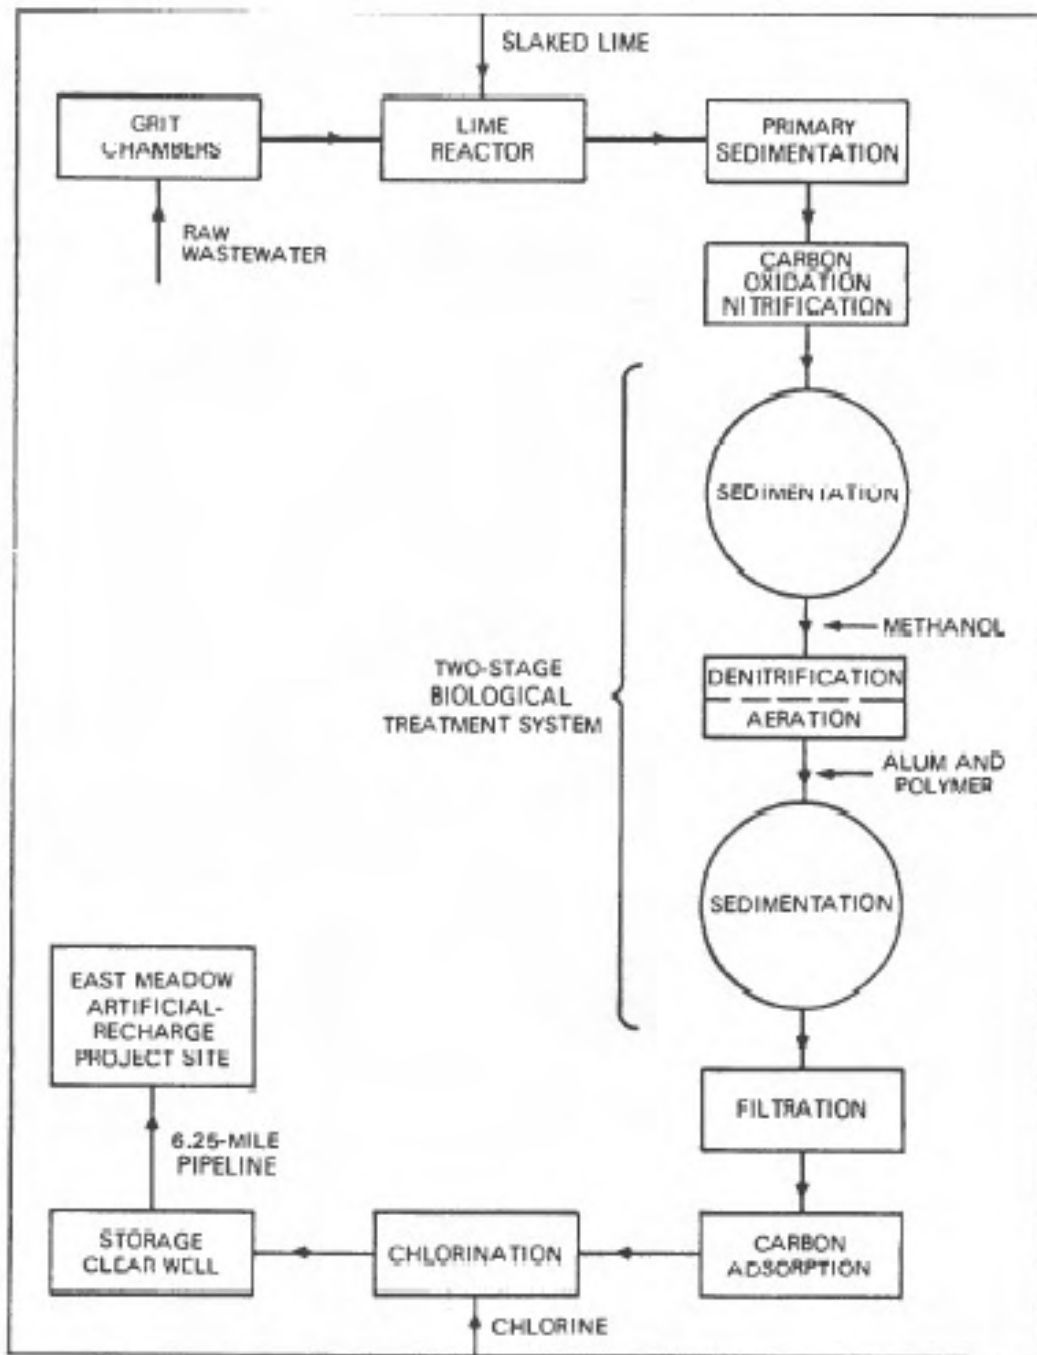 SLAKED LIME
GRIT
CHAMBERS
LIME
REACTOR
PRIMARY
SEDIMENTATION
RAW
WASTEWATER
CARBON
OXIDATION
NITRIFICATION
SEDIMENTATION
METHANOL
DENITRIFICATION
AERATION
TWO-STAGE
BIOLOGICAL
TREATMENT SYSTEM
ALUM AND
POLYMER
SEDIMENTATION
EAST MEADOW
ARTIFICIAL-
RECHARGE
PROJECT SITE
FILTRATION
6.25-MILE
PIPELINE
STORAGE
CLEAR WELL
CHLORINATION
CARBON
ADSORPTION
CHLORINE